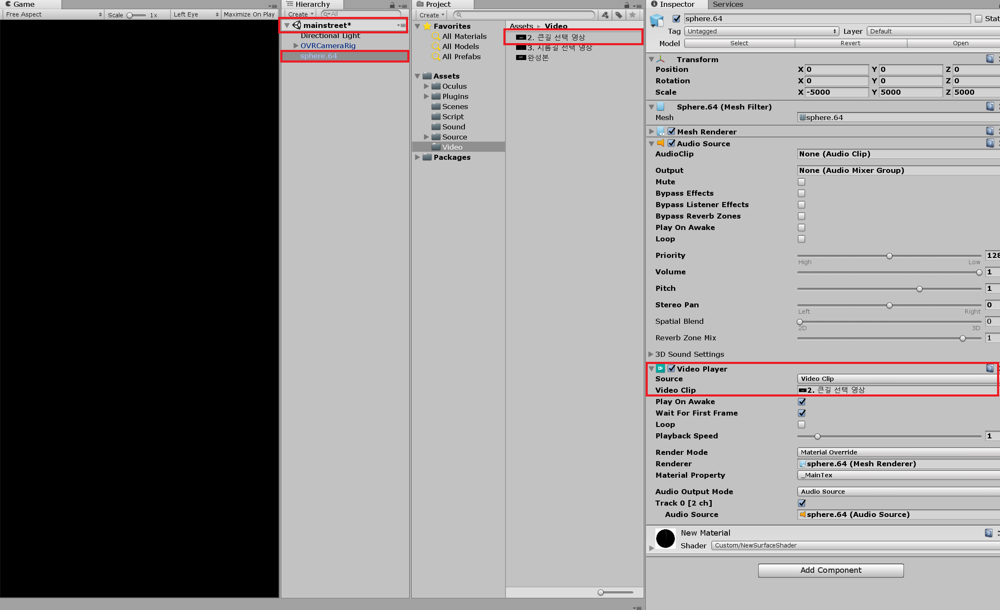 Game
Free Aspect Scale 1x Left Eye Maximize On Play
Hierarchy
Create All
mainstreet*
Directional Light
OVRCameraRig
sphere.64
Project
Create
Favorites
All Materials
All Models
All Prefabs
Assets
Oculus
Plugins
Scenes
Script
Sound
Source
Video
Packages
Assets Video
2. 큰길 선택 영상
3. 지름길 선택 영상
완성본
Inspector Services
sphere.64 Stat
Tag Untagged Layer Default
Model Select Revert Open
Transform
Position X 0 Y 0 Z 0
Rotation X 0 Y 0 Z 0
Scale X -5000 Y 5000 Z 5000
Sphere.64 (Mesh Filter)
Mesh sphere.64
Mesh Renderer
Audio Source
AudioClip None (Audio Clip)
Output None (Audio Mixer Group)
Mute
Bypass Effects
Bypass Listener Effects
Bypass Reverb Zones
Play On Awake
Loop
Priority 128
High Low
Volume 1
Pitch 1
Stereo Pan 0
Left Right
Spatial Blend 0
2D 3D
Reverb Zone Mix 1
3D Sound Settings
Video Player
Source Video Clip
Video Clip 2. 큰길 선택 영상
Play On Awake
Wait For First Frame
Loop
Playback Speed 1
Render Mode Material Override
Renderer sphere.64 (Mesh Renderer)
Material Property _MainTex
Audio Output Mode Audio Source
Track 0 [2 ch]
Audio Source sphere.64 (Audio Source)
New Material
Shader Custom/NewSurfaceShader
Add Component